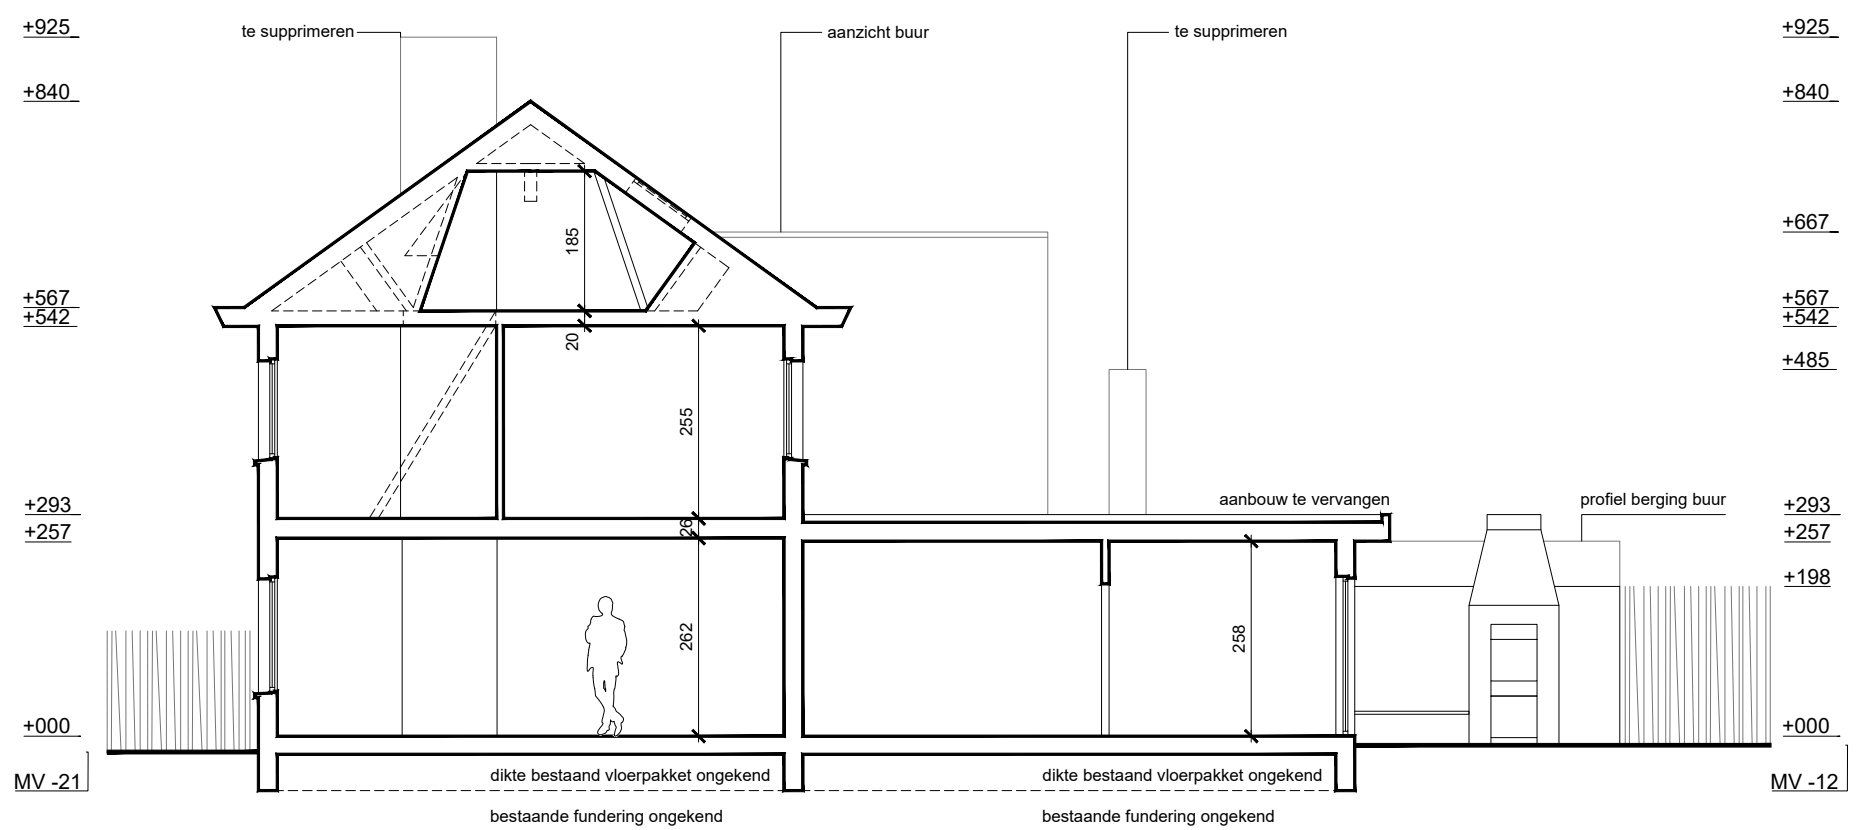 +925
te supprimeren
aanzicht buur
te supprimeren
+925
+840
+840
+667
185
+567
+567
+542
+542
20
+485
255
+293
aanbouw te vervangen
profiel berging buur
+293
+257
26
+257
+198
262
258
+000
+000
MV -21
dikte bestaand vloerpakket ongekend
dikte bestaand vloerpakket ongekend
MV -12
bestaande fundering ongekend
bestaande fundering ongekend